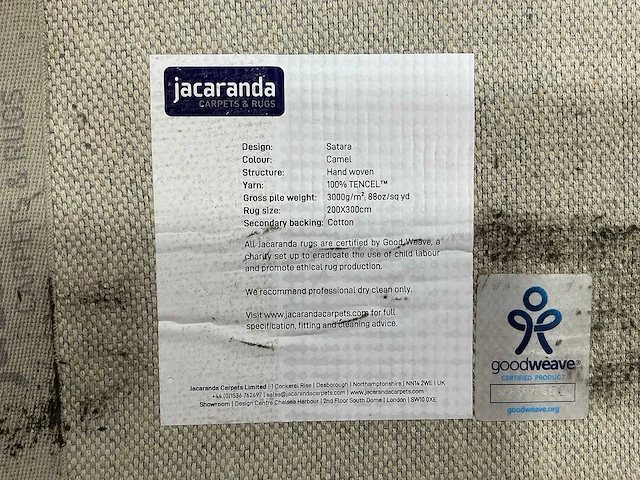 jacaranda
CARPETS & RUGS
Design: Satara
Colour: Camel
Structure: Hand woven
Yarn: 100% TENCEL™
Gross pile weight: 3000g/m², 88oz/sq yd
Rug size: 200X300cm
Secondary backing: Cotton
All Jacaranda rugs are certified by Good Weave, a
charity set up to eradicate the use of child labour
and promote ethical rug production.
We recommend professional dry clean only.
Visit www.jacarandacarpets.com for full
specification, fitting and cleaning advice.
Jacaranda Carpets Limited | 1 Cockerel Rise | Desborough | Northamptonshire | NN14 2WE | UK
+44 (0)1536 762697 | sales@jacarandacarpets.com | www.jacarandacarpets.com
Showroom | Design Centre Chelsea Harbour | 2nd Floor South Dome | London | SW10 0XE
goodweave®
CERTIFIED PRODUCT
goodweave.org